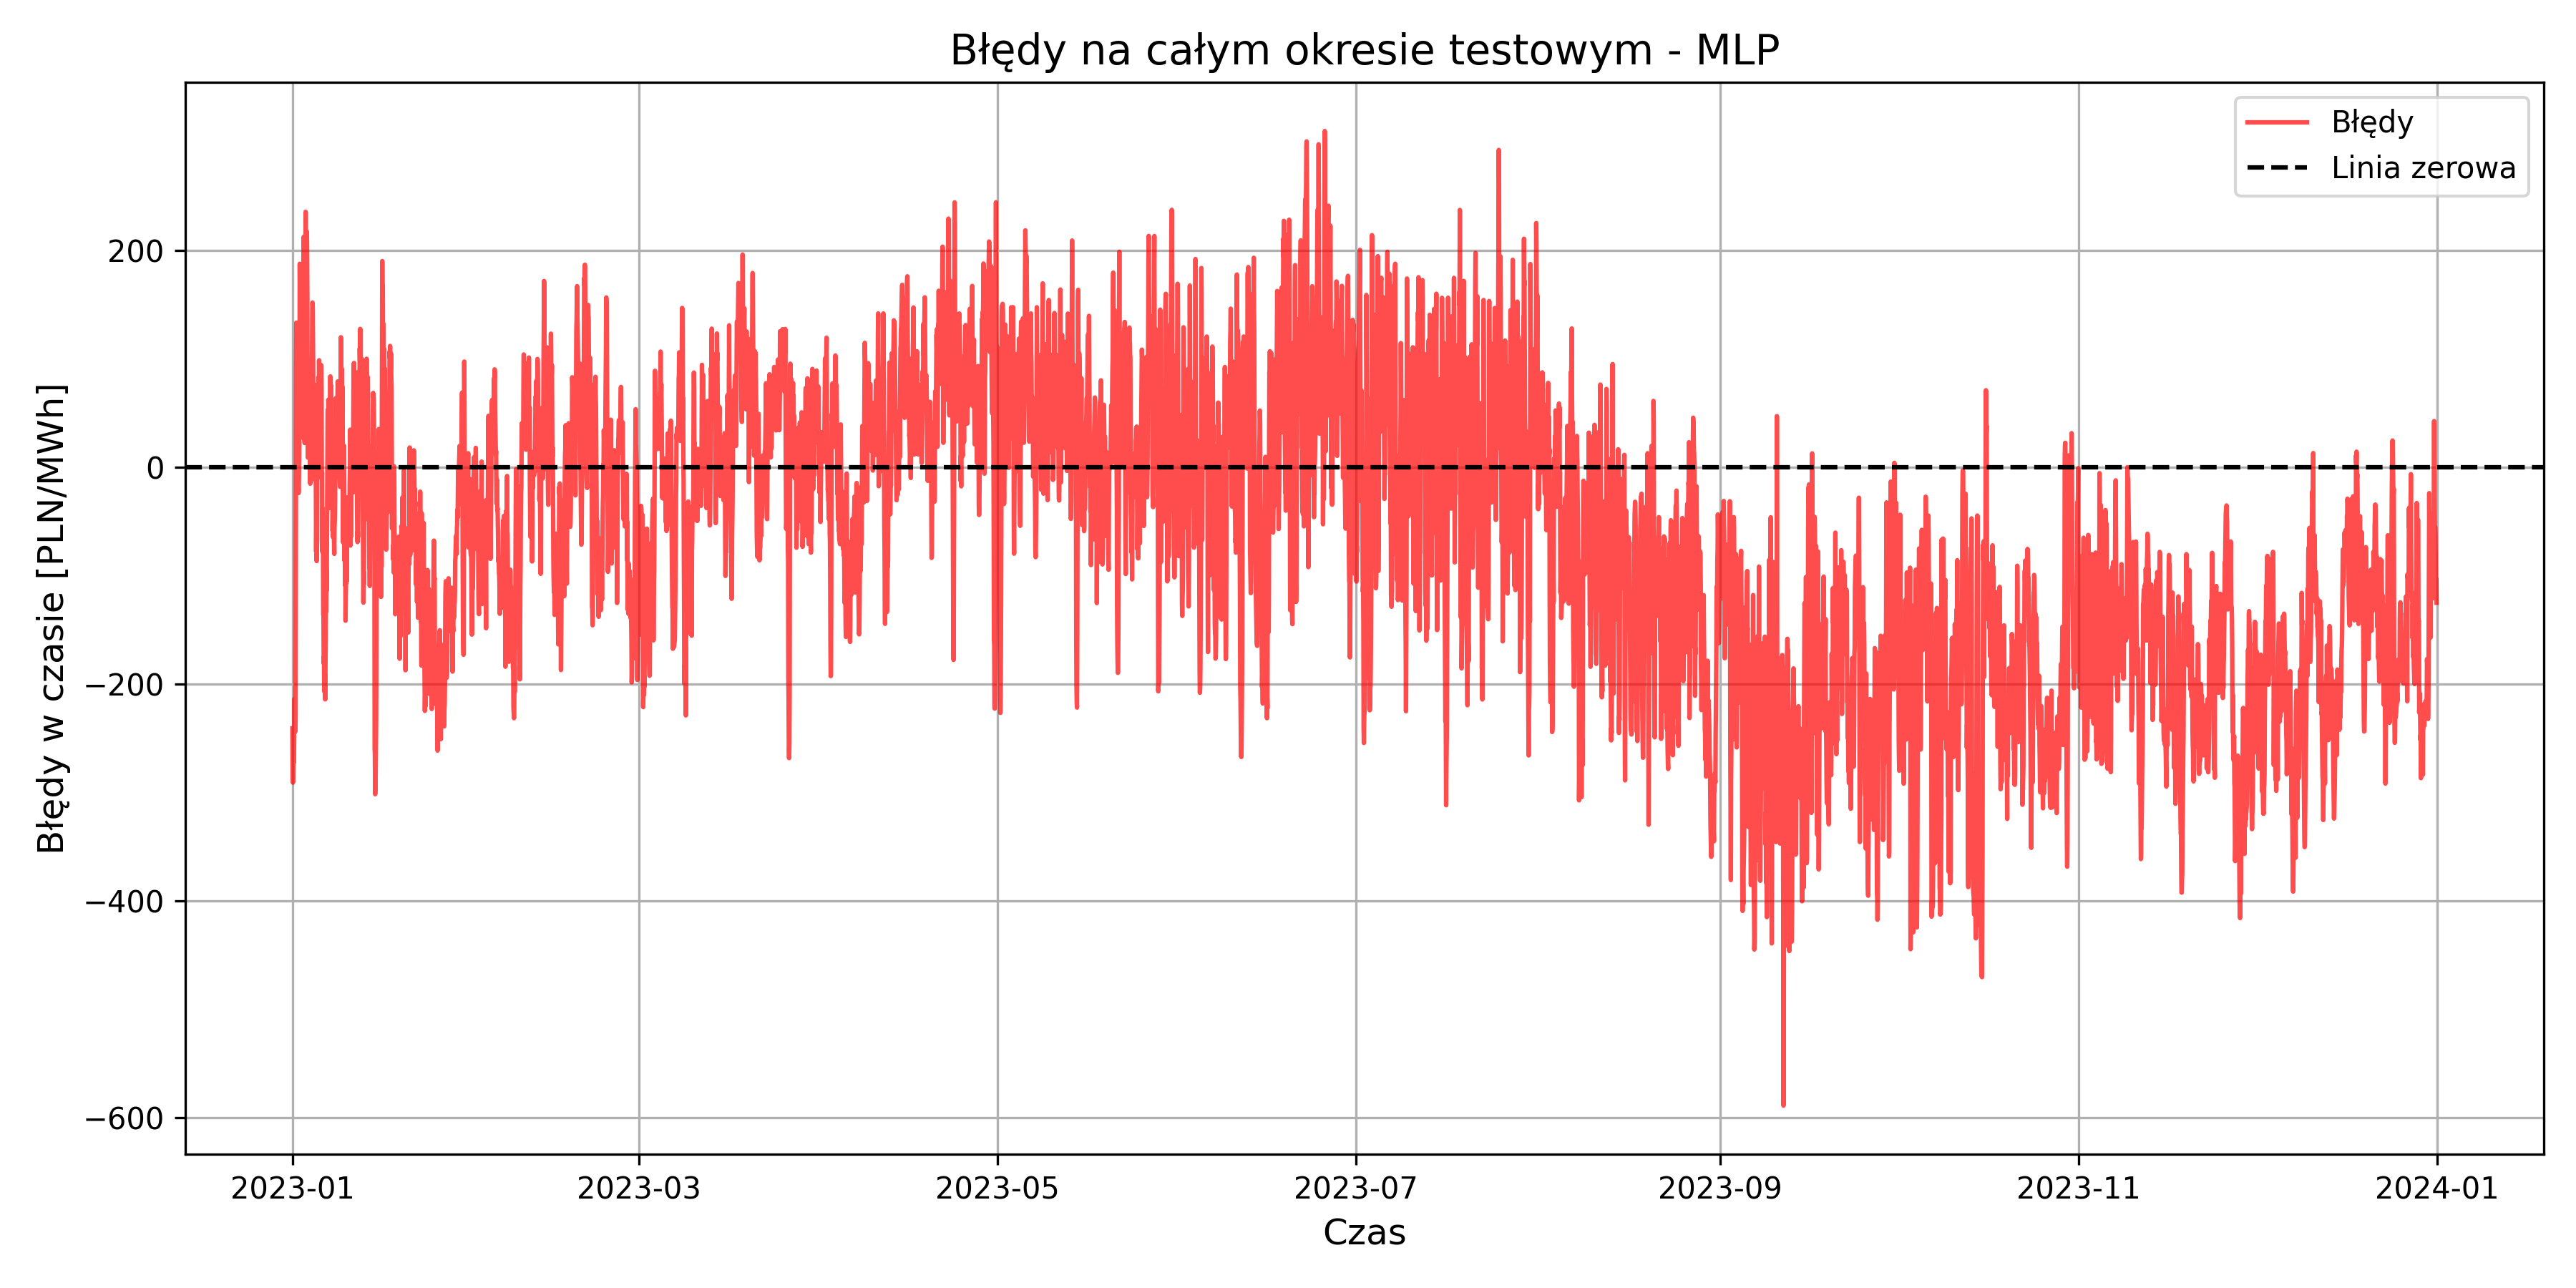 Błędy na całym okresie testowym - MLP
Błędy
Linia zerowa
Błędy w czasie [PLN/MWh]
200
0
−200
−400
−600
2023-01
2023-03
2023-05
2023-07
2023-09
2023-11
2024-01
Czas